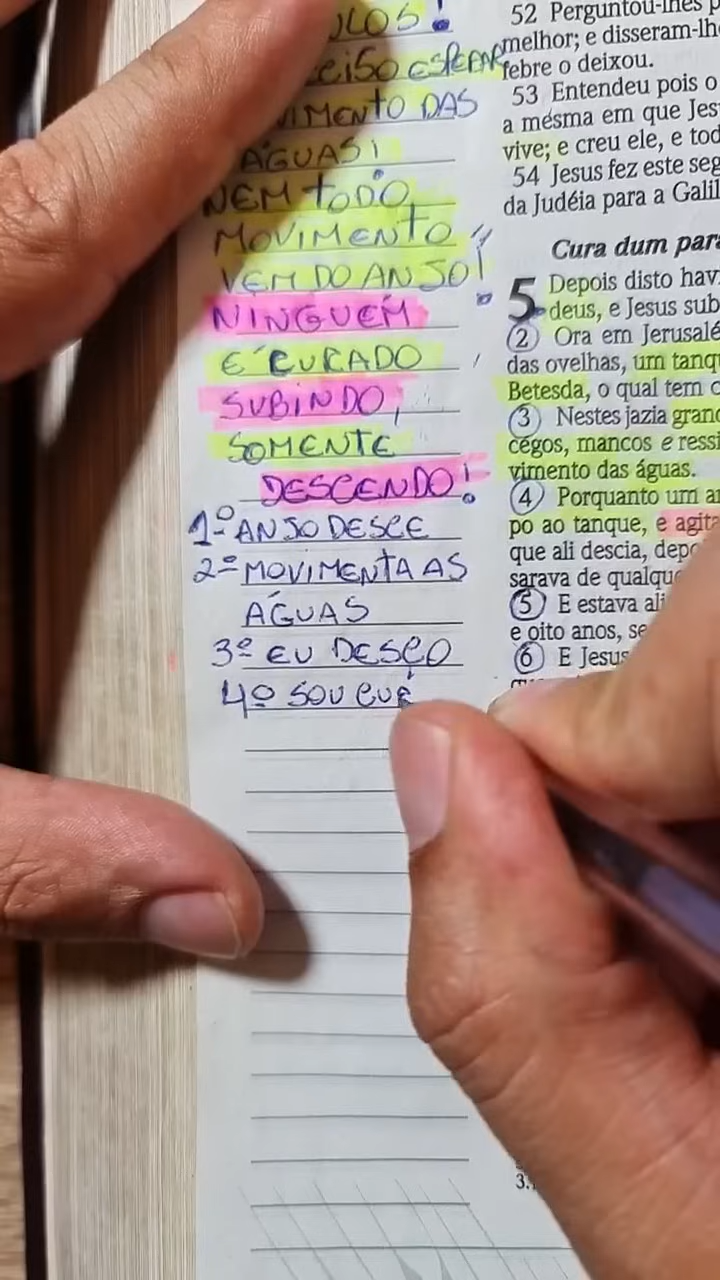 ESPERAR
MOVIMENTO DAS
ÁGUAS!
NEM TODO
MOVIMENTO
VEM DO ANJO!
NINGUÉM
É CURADO
SUBINDO,
SOMENTE
DESCENDO!
1º ANJO DESCE
2º MOVIMENTA AS
ÁGUAS
3º EU DESÇO
4º SOU CUR
52 Perguntou-lhes
melhor; e disseram-lh
febre o deixou.
53 Entendeu pois o
a mesma em que Jes
vive; e creu ele, e tod
54 Jesus fez este seg
da Judéia para a Galil
Cura dum para
5 Depois disto hav
deus, e Jesus sub
2 Ora em Jerusalé
das ovelhas, um tanq
Betesda, o qual tem
3 Nestes jazia gran
cegos, mancos e ressi
vimento das águas.
4 Porquanto um a
po ao tanque, e agit
que ali descia, dep
sarava de qualqu
5 E estava ali
e oito anos, se
6 E Jesus
3.